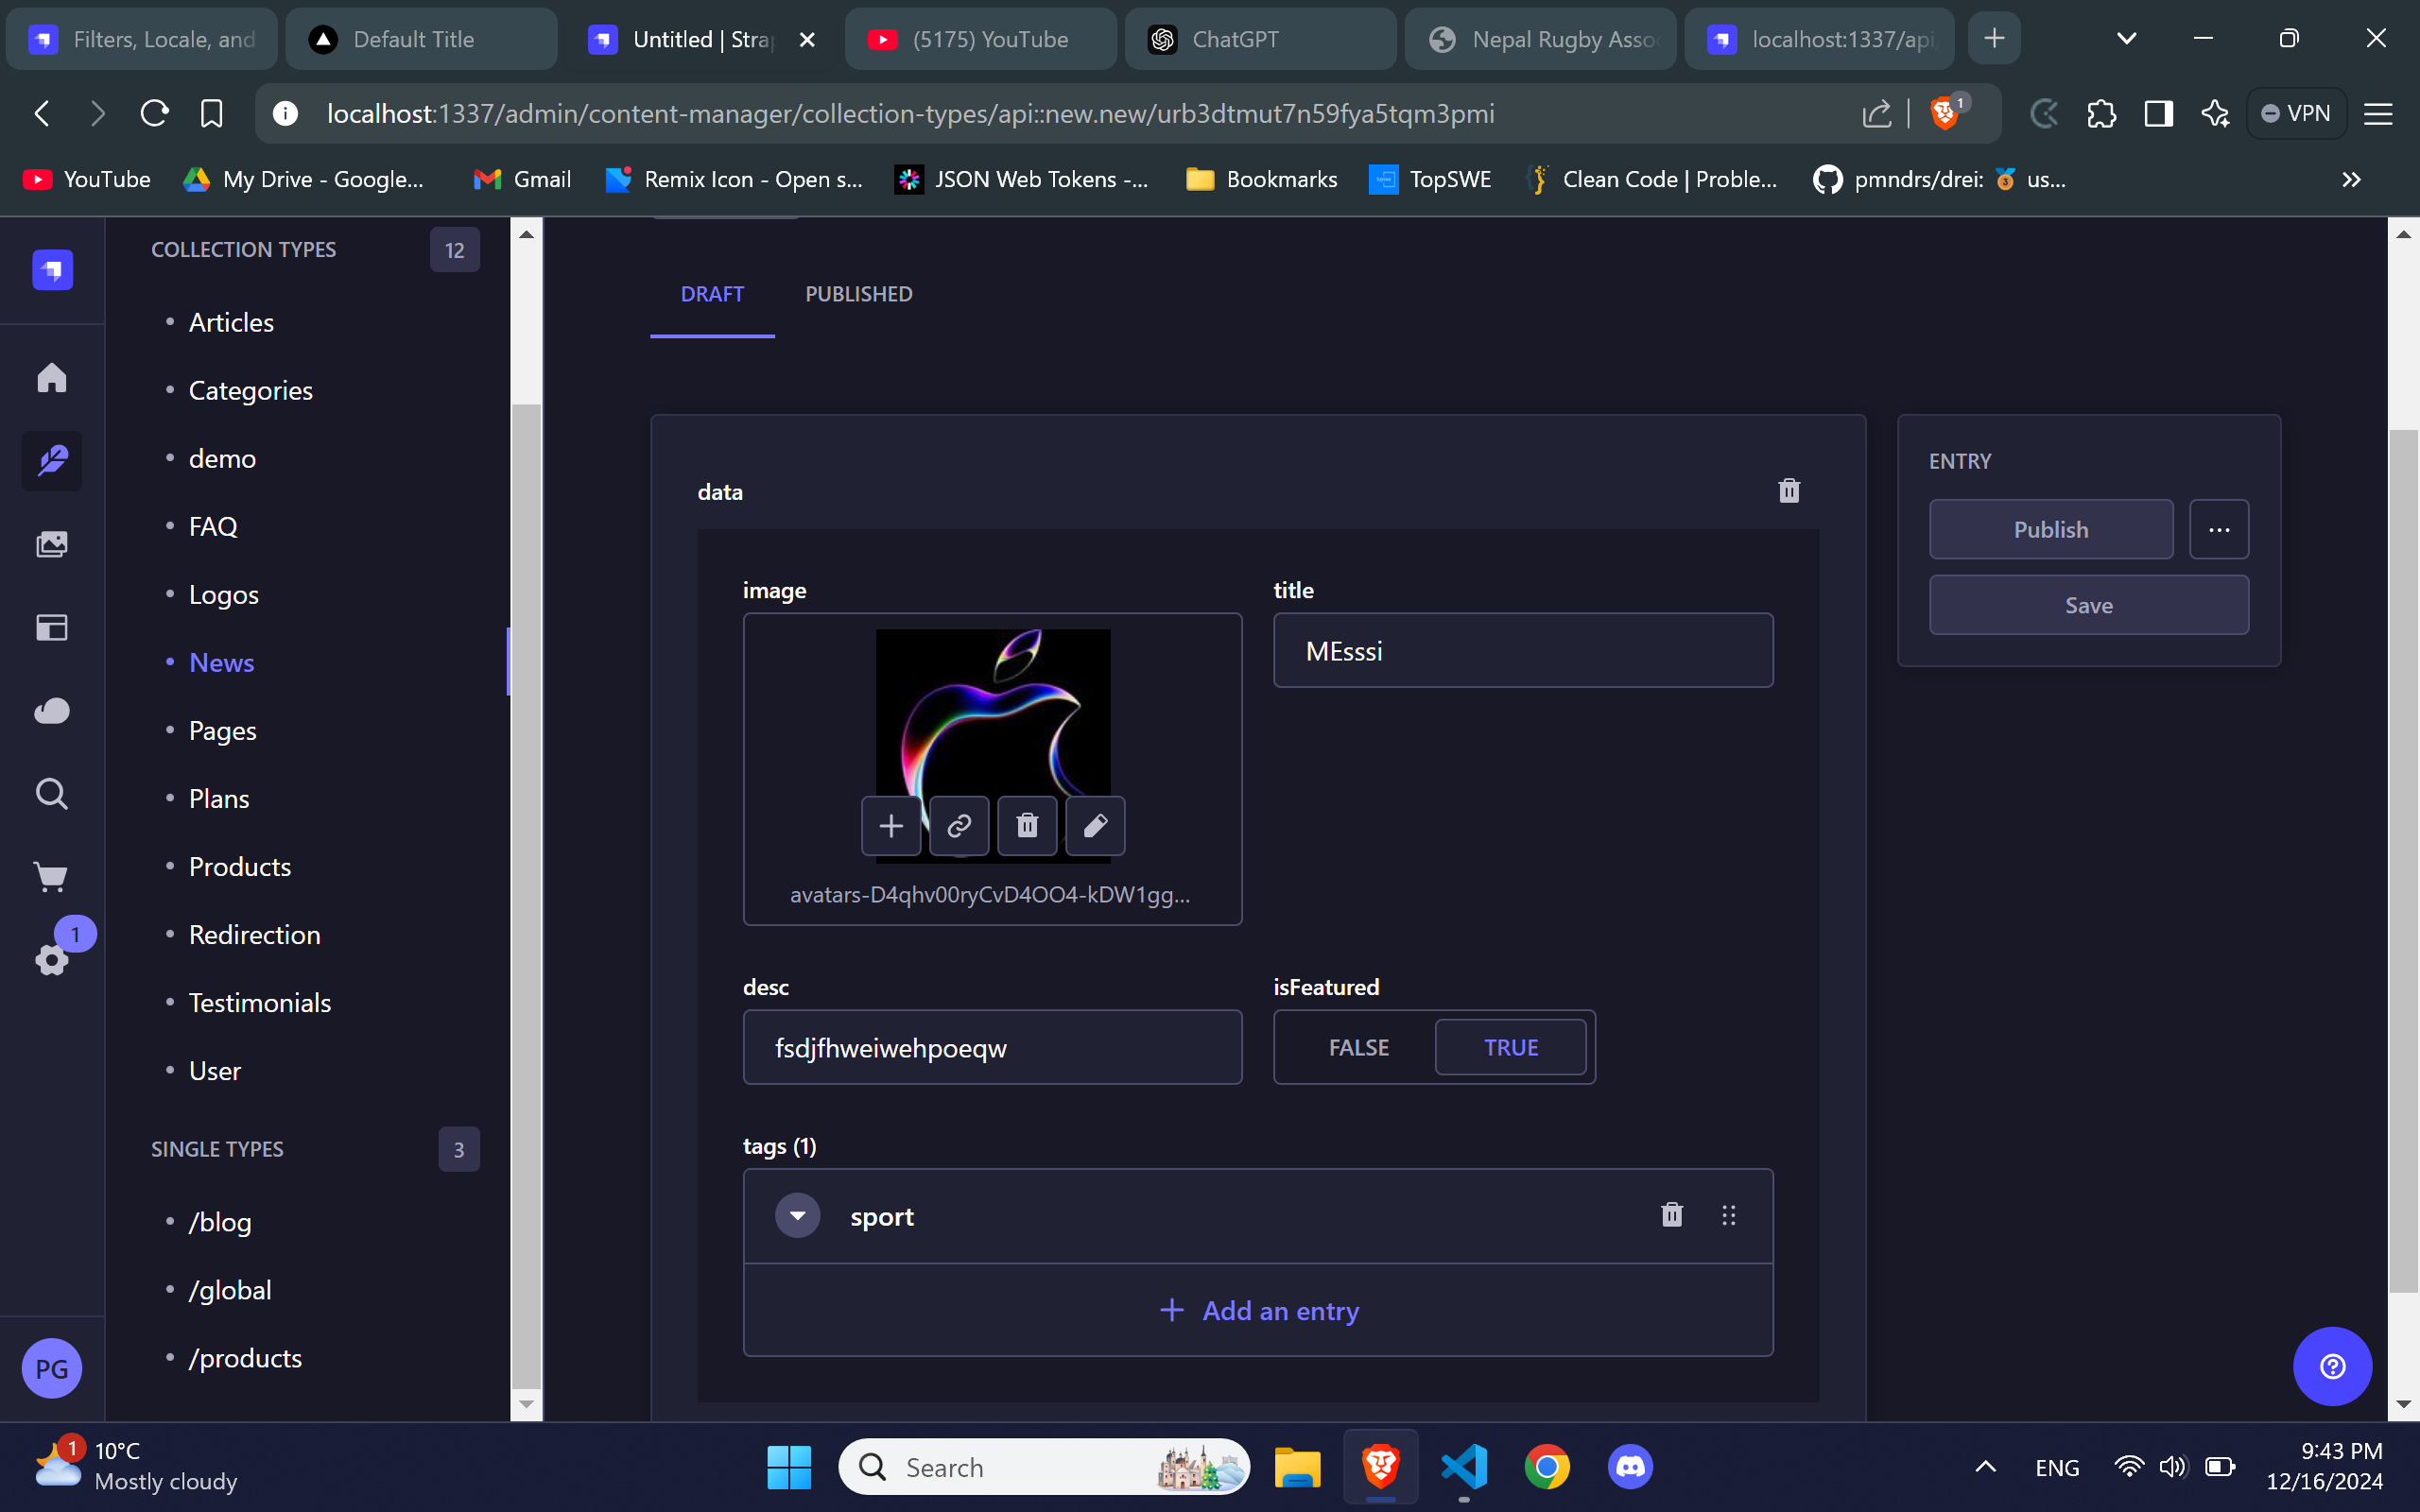 Filters, Locale, and
Default Title
Untitled | Stra
(5175) YouTube
ChatGPT
Nepal Rugby Asso
localhost:1337/api
localhost:1337/admin/content-manager/collection-types/api::new.new/urb3dtmut7n59fya5tqm3pmi
1
VPN
YouTube
My Drive - Google...
Gmail
Remix Icon - Open s...
JSON Web Tokens -...
Bookmarks
TopSWE
Clean Code | Proble...
pmndrs/drei: 🥉 us...
COLLECTION TYPES
12
Articles
Categories
demo
FAQ
Logos
News
Pages
Plans
Products
Redirection
Testimonials
User
SINGLE TYPES
3
/blog
/global
/products
1
PG
DRAFT
PUBLISHED
data
image
title
MEsssi
avatars-D4qhv00ryCvD4OO4-kDW1gg...
desc
isFeatured
fsdjfhweiwehpoeqw
FALSE
TRUE
tags (1)
sport
Add an entry
ENTRY
Publish
Save
1
10°C
Mostly cloudy
Search
ENG
9:43 PM
12/16/2024